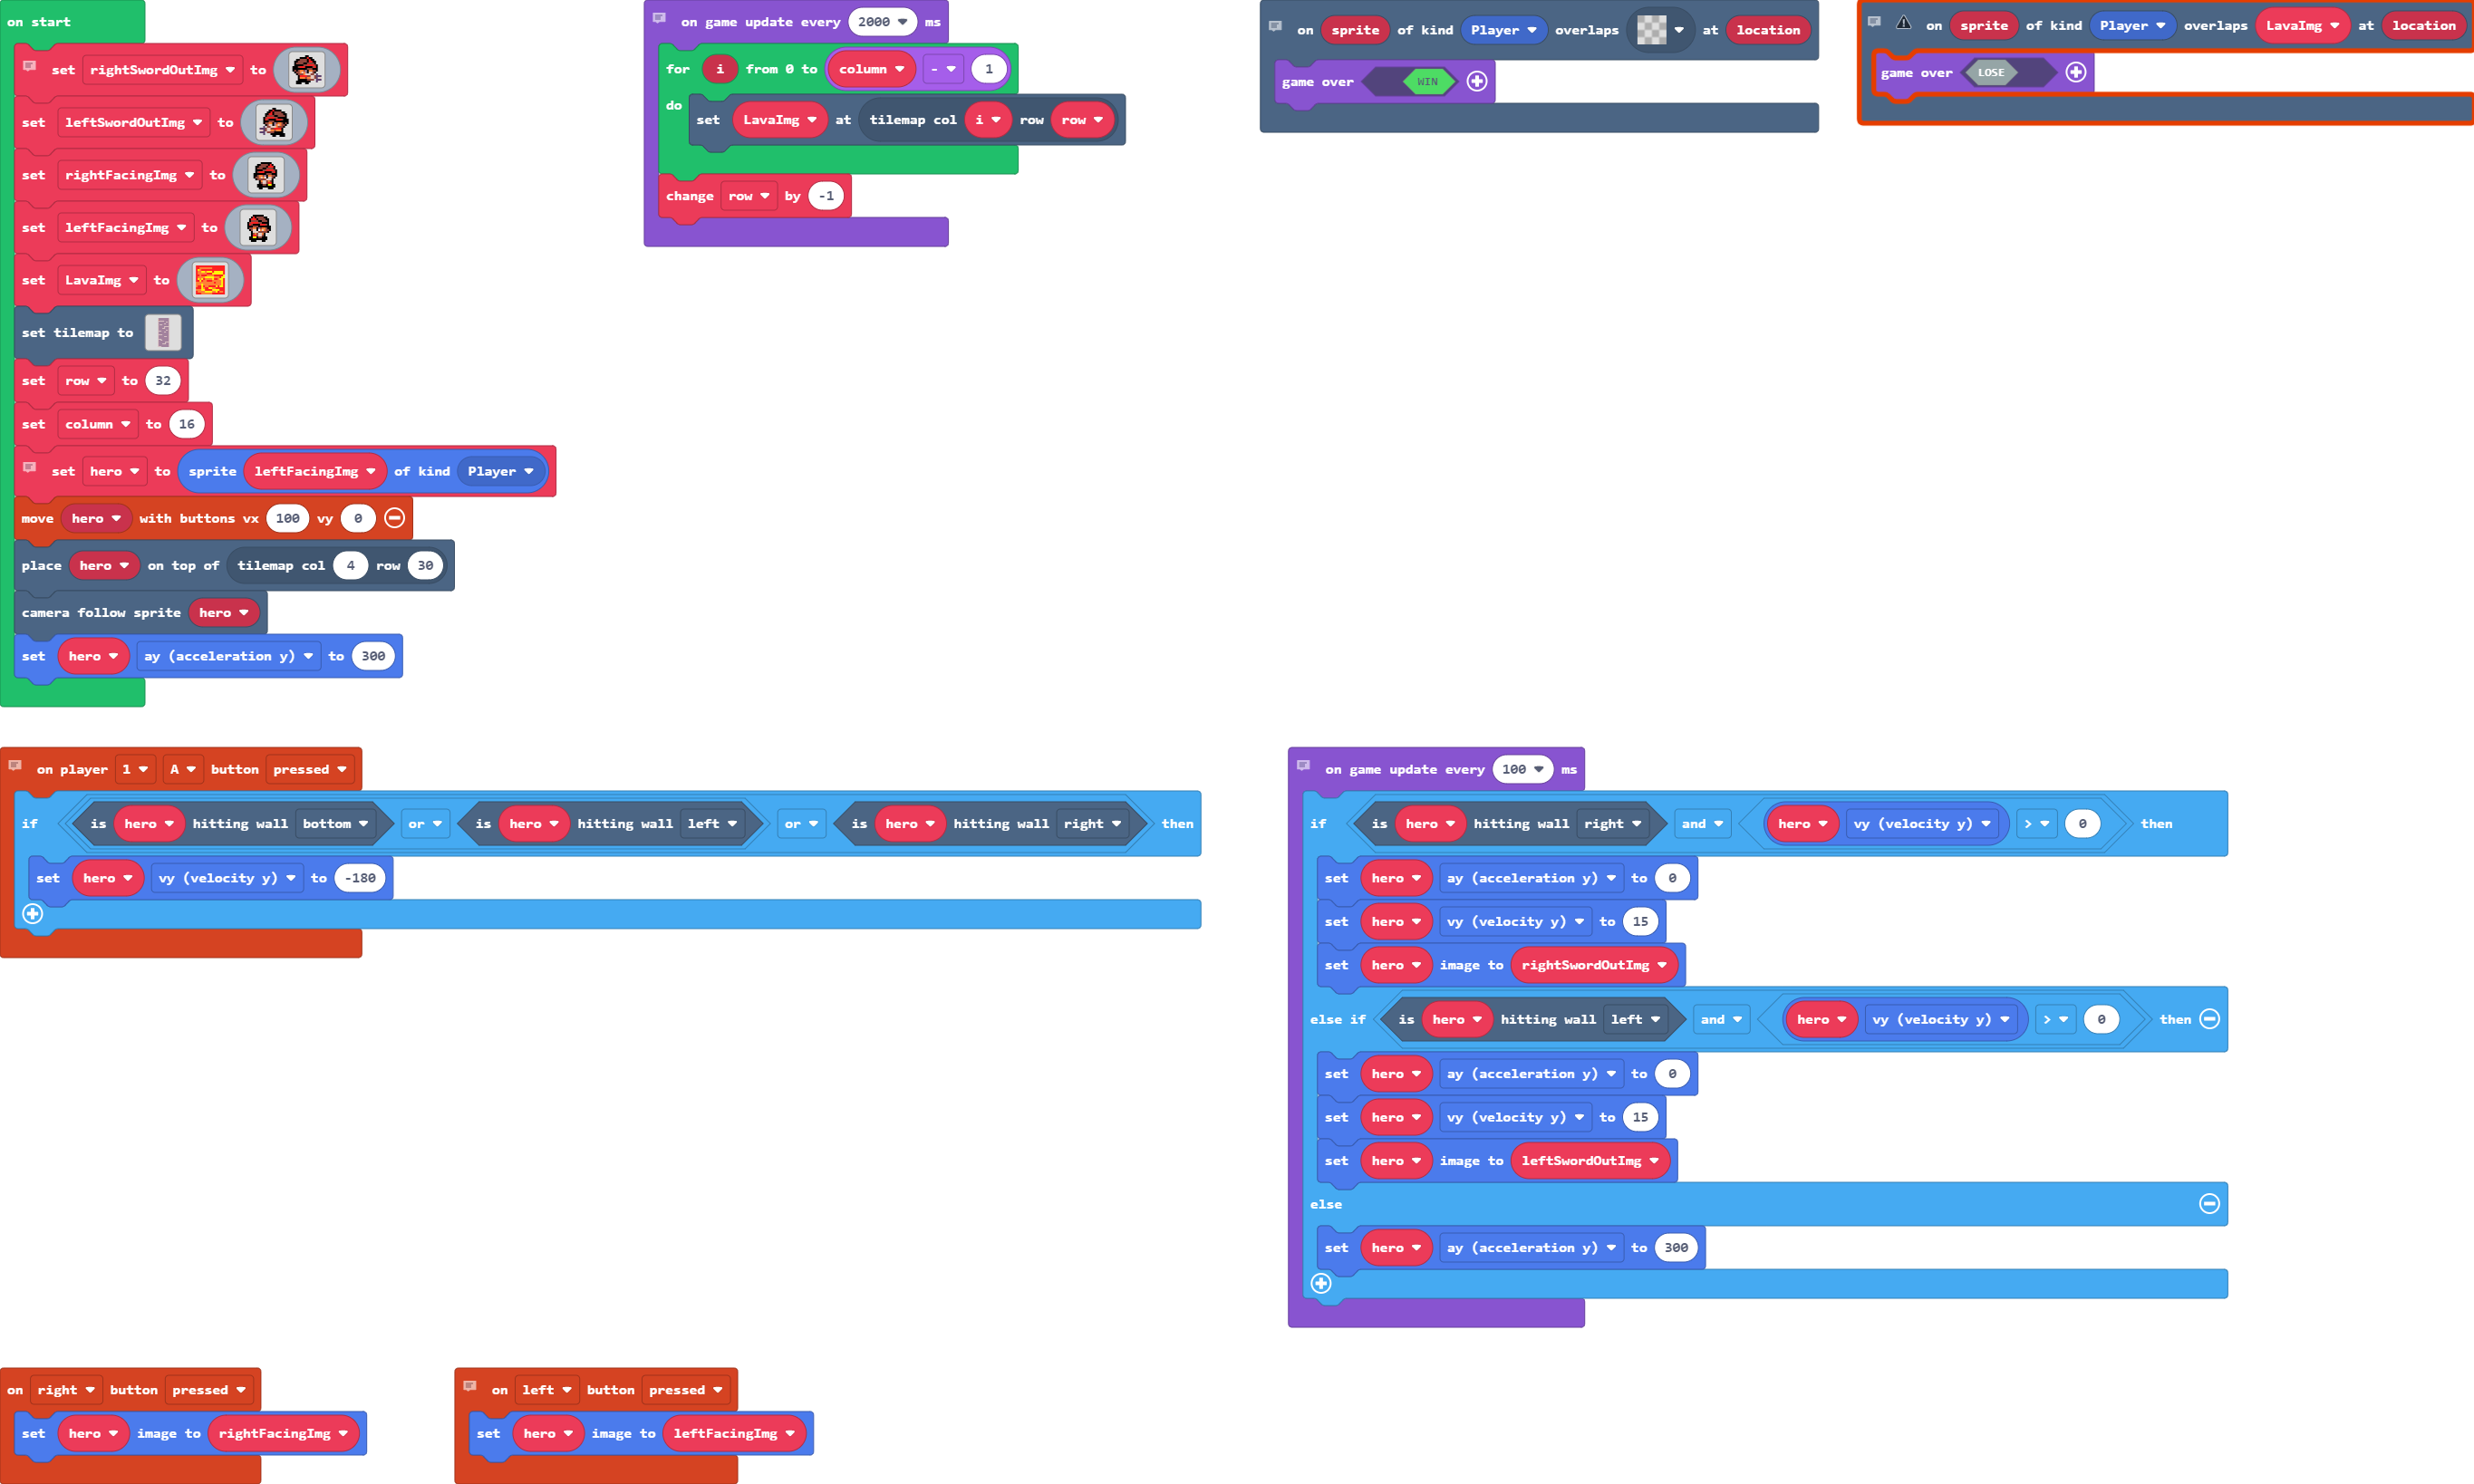 on start
set rightSwordOutImg to
set leftSwordOutImg to
set rightFacingImg to
set leftFacingImg to
set LavaImg to
set tilemap to
set row to 32
set column to 16
set hero to sprite leftFacingImg of kind Player
move hero with buttons vx 100 vy 0
place hero on top of tilemap col 4 row 30
camera follow sprite hero
set hero ay (acceleration y) to 300
on game update every 2000 ms
for i from 0 to column - 1
do set LavaImg at tilemap col i row row
change row by -1
on sprite of kind Player overlaps at location
game over WIN
on sprite of kind Player overlaps LavaImg at location
game over LOSE
on player 1 A button pressed
if is hero hitting wall bottom or is hero hitting wall left or is hero hitting wall right then
set hero vy (velocity y) to -180
on game update every 100 ms
if is hero hitting wall right and hero vy (velocity y) > 0 then
set hero ay (acceleration y) to 0
set hero vy (velocity y) to 15
set hero image to rightSwordOutImg
else if is hero hitting wall left and hero vy (velocity y) > 0 then
set hero ay (acceleration y) to 0
set hero vy (velocity y) to 15
set hero image to leftSwordOutImg
else
set hero ay (acceleration y) to 300
on right button pressed
set hero image to rightFacingImg
on left button pressed
set hero image to leftFacingImg